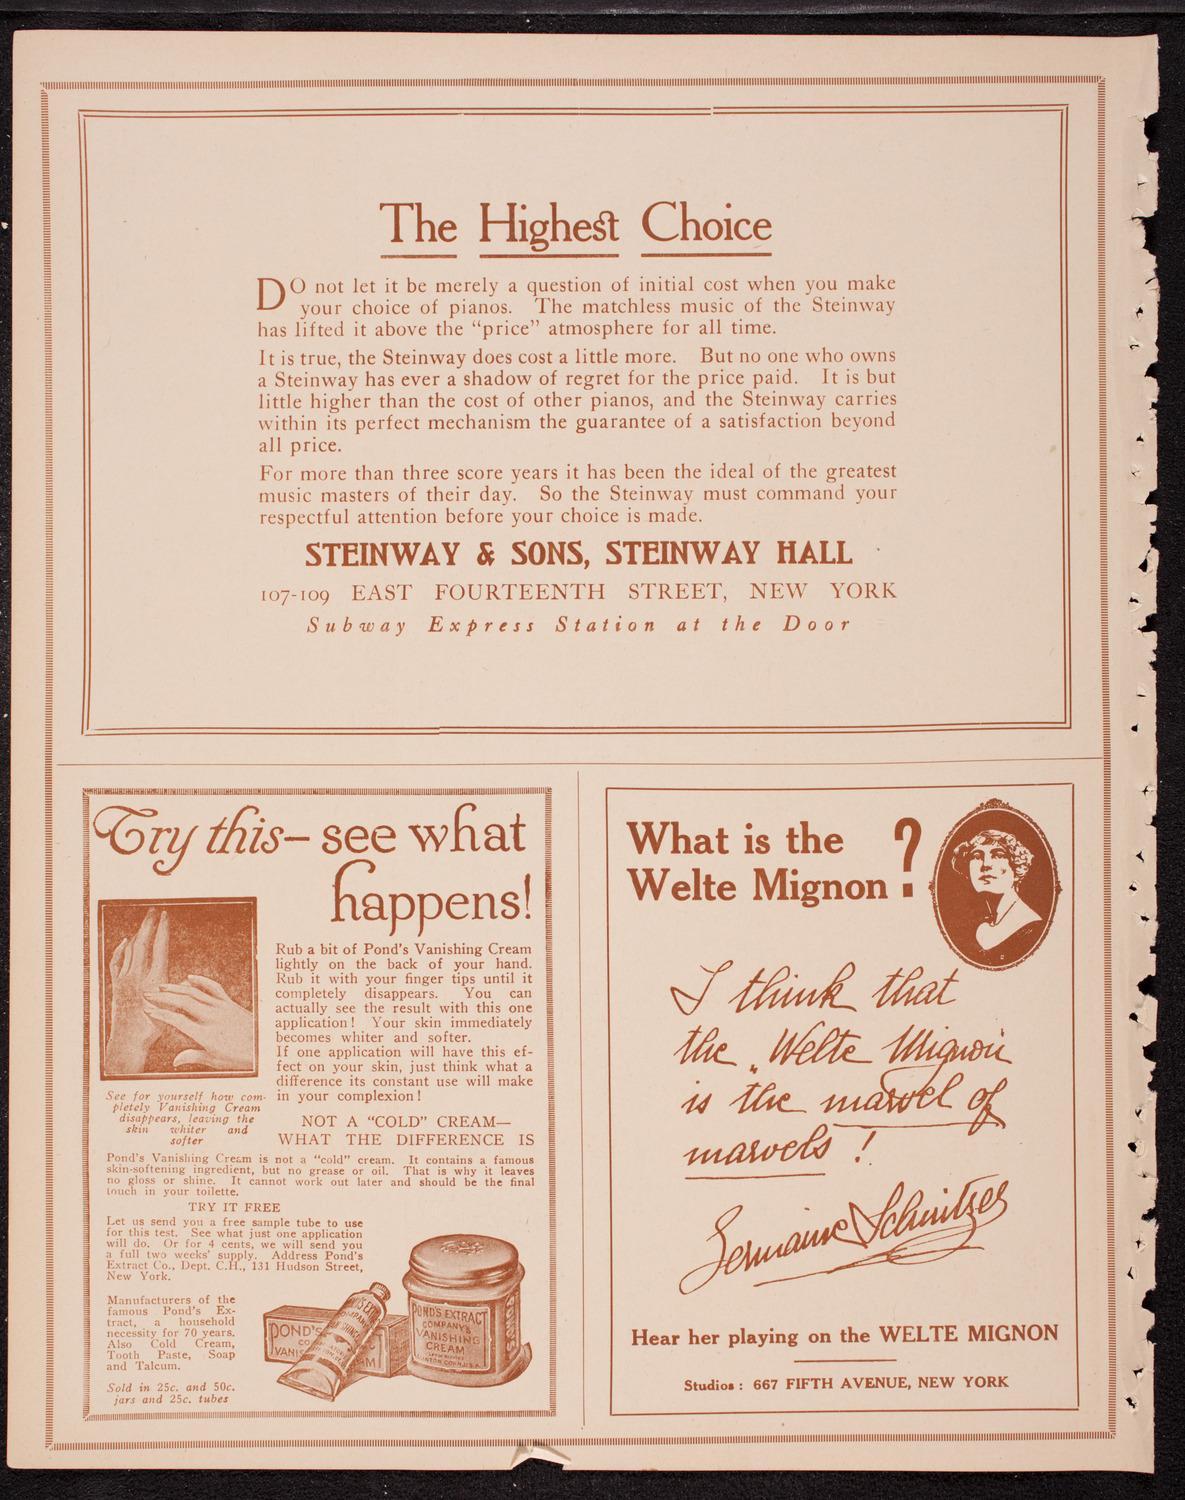 The Highest Choice
DO not let it be merely a question of initial cost when you make
your choice of pianos. The matchless music of the Steinway
has lifted it above the "price" atmosphere for all time.
It is true, the Steinway does cost a little more. But no one who owns
a Steinway has ever a shadow of regret for the price paid. It is but
little higher than the cost of other pianos, and the Steinway carries
within its perfect mechanism the guarantee of a satisfaction beyond
all price.
For more than three score years it has been the ideal of the greatest
music masters of their day. So the Steinway must command your
respectful attention before your choice is made.
STEINWAY & SONS, STEINWAY HALL
107-109 EAST FOURTEENTH STREET, NEW YORK
Subway Express Station at the Door
Try this—see what
happens!
Rub a bit of Pond's Vanishing Cream
lightly on the back of your hand.
Rub it with your finger tips until it
completely disappears. You can
actually see the result with this one
application! Your skin immediately
becomes whiter and softer.
If one application will have this ef-
fect on your skin, just think what a
difference its constant use will make
in your complexion!
See for yourself how com-
pletely Vanishing Cream
disappears, leaving the
skin whiter and
softer
NOT A "COLD" CREAM—
WHAT THE DIFFERENCE IS
Pond's Vanishing Cream is not a "cold" cream. It contains a famous
skin-softening ingredient, but no grease or oil. That is why it leaves
no gloss or shine. It cannot work out later and should be the final
touch in your toilette.
TRY IT FREE
Let us send you a free sample tube to use
for this test. See what just one application
will do. Or for 4 cents, we will send you
a full two weeks' supply. Address Pond's
Extract Co., Dept. C.H., 131 Hudson Street,
New York.
Manufacturers of the
famous Pond's Ex-
tract, a household
necessity for 70 years.
Also Cold Cream,
Tooth Paste, Soap
and Talcum.
Sold in 25c. and 50c.
jars and 25c. tubes
POND'S
VANIS
POND'S EXTRACT
COMPANY'S
VANISHING
CREAM
What is the
Welte Mignon?
I think that
the „Welte Mignon
is the marvel of
marvels!
Germaine Schnitzer
Hear her playing on the WELTE MIGNON
Studios: 667 FIFTH AVENUE, NEW YORK